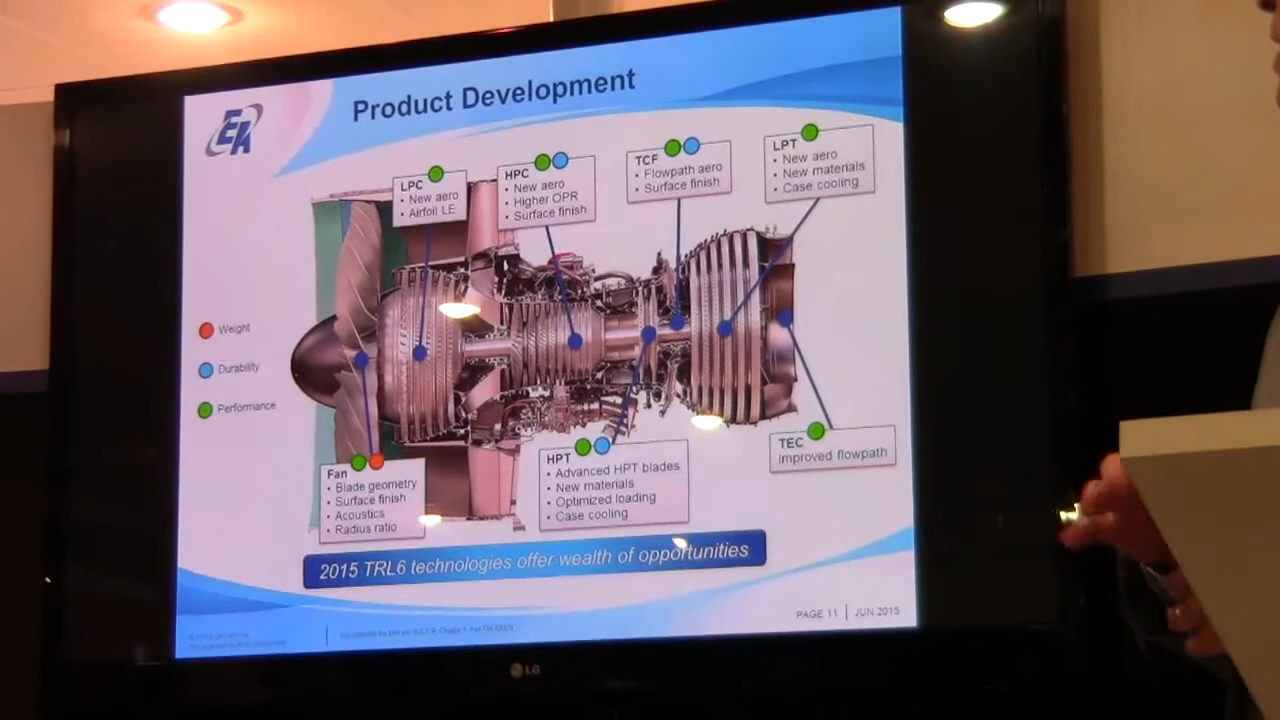 EA
Product Development
LPC
• New aero
• Airfoil LE
HPC
• New aero
• Higher OPR
• Surface finish
TCF
• Flowpath aero
• Surface finish
LPT
• New aero
• New materials
• Case cooling
Weight
Durability
Performance
Fan
• Blade geometry
• Surface finish
• Acoustics
• Radius ratio
HPT
• Advanced HPT blades
• New materials
• Optimized loading
• Case cooling
TEC
improved flowpath
2015 TRL6 technologies offer wealth of opportunities
PAGE 11 | JUN 2015
LG